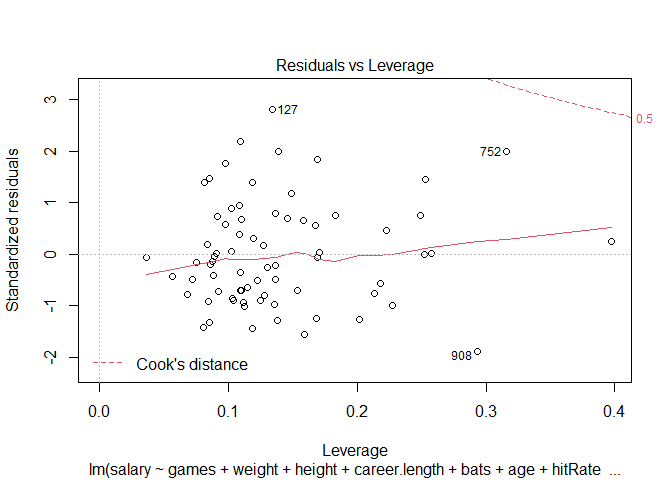 Residuals vs Leverage
Standardized residuals
3
2
1
0
-1
-2
127
752
908
0.5
Cook's distance
0.0 0.1 0.2 0.3 0.4
Leverage
lm(salary ~ games + weight + height + career.length + bats + age + hitRate ...